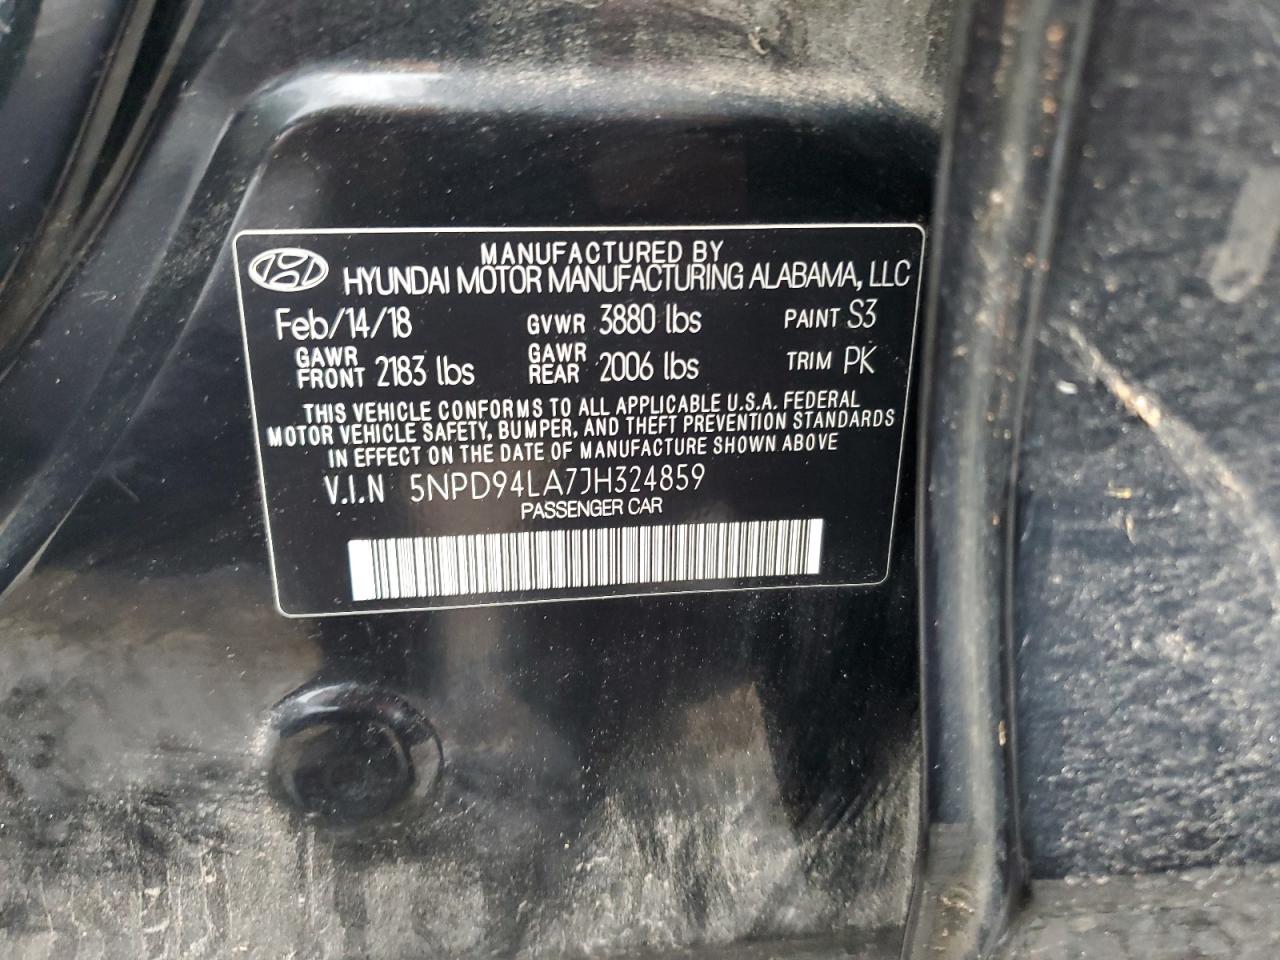 MANUFACTURED BY
HYUNDAI MOTOR MANUFACTURING ALABAMA, LLC
Feb/14/18 GVWR 3880 lbs PAINT S3
GAWR FRONT 2183 lbs GAWR REAR 2006 lbs TRIM PK
THIS VEHICLE CONFORMS TO ALL APPLICABLE U.S.A. FEDERAL
MOTOR VEHICLE SAFETY, BUMPER, AND THEFT PREVENTION STANDARDS
IN EFFECT ON THE DATE OF MANUFACTURE SHOWN ABOVE
V.I.N 5NPD94LA7JH324859
PASSENGER CAR